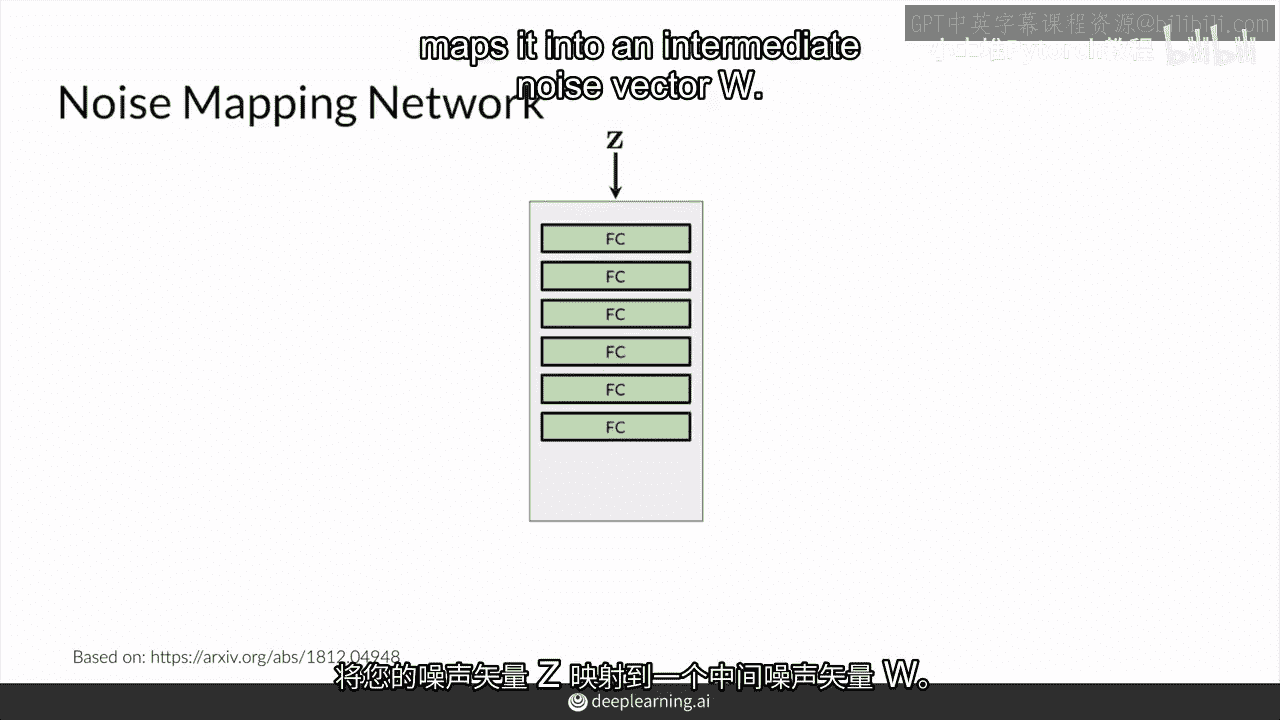 GPT中英字幕课程资源@bilibili.com
maps it into an intermediate
noise vector W.
Noise Mapping Network
z
FC
FC
FC
FC
FC
FC
Based on: https://arxiv.org/abs/1812.04948
将您的噪声矢量 Z 映射到一个中间噪声矢量 W。
deeplearning.ai